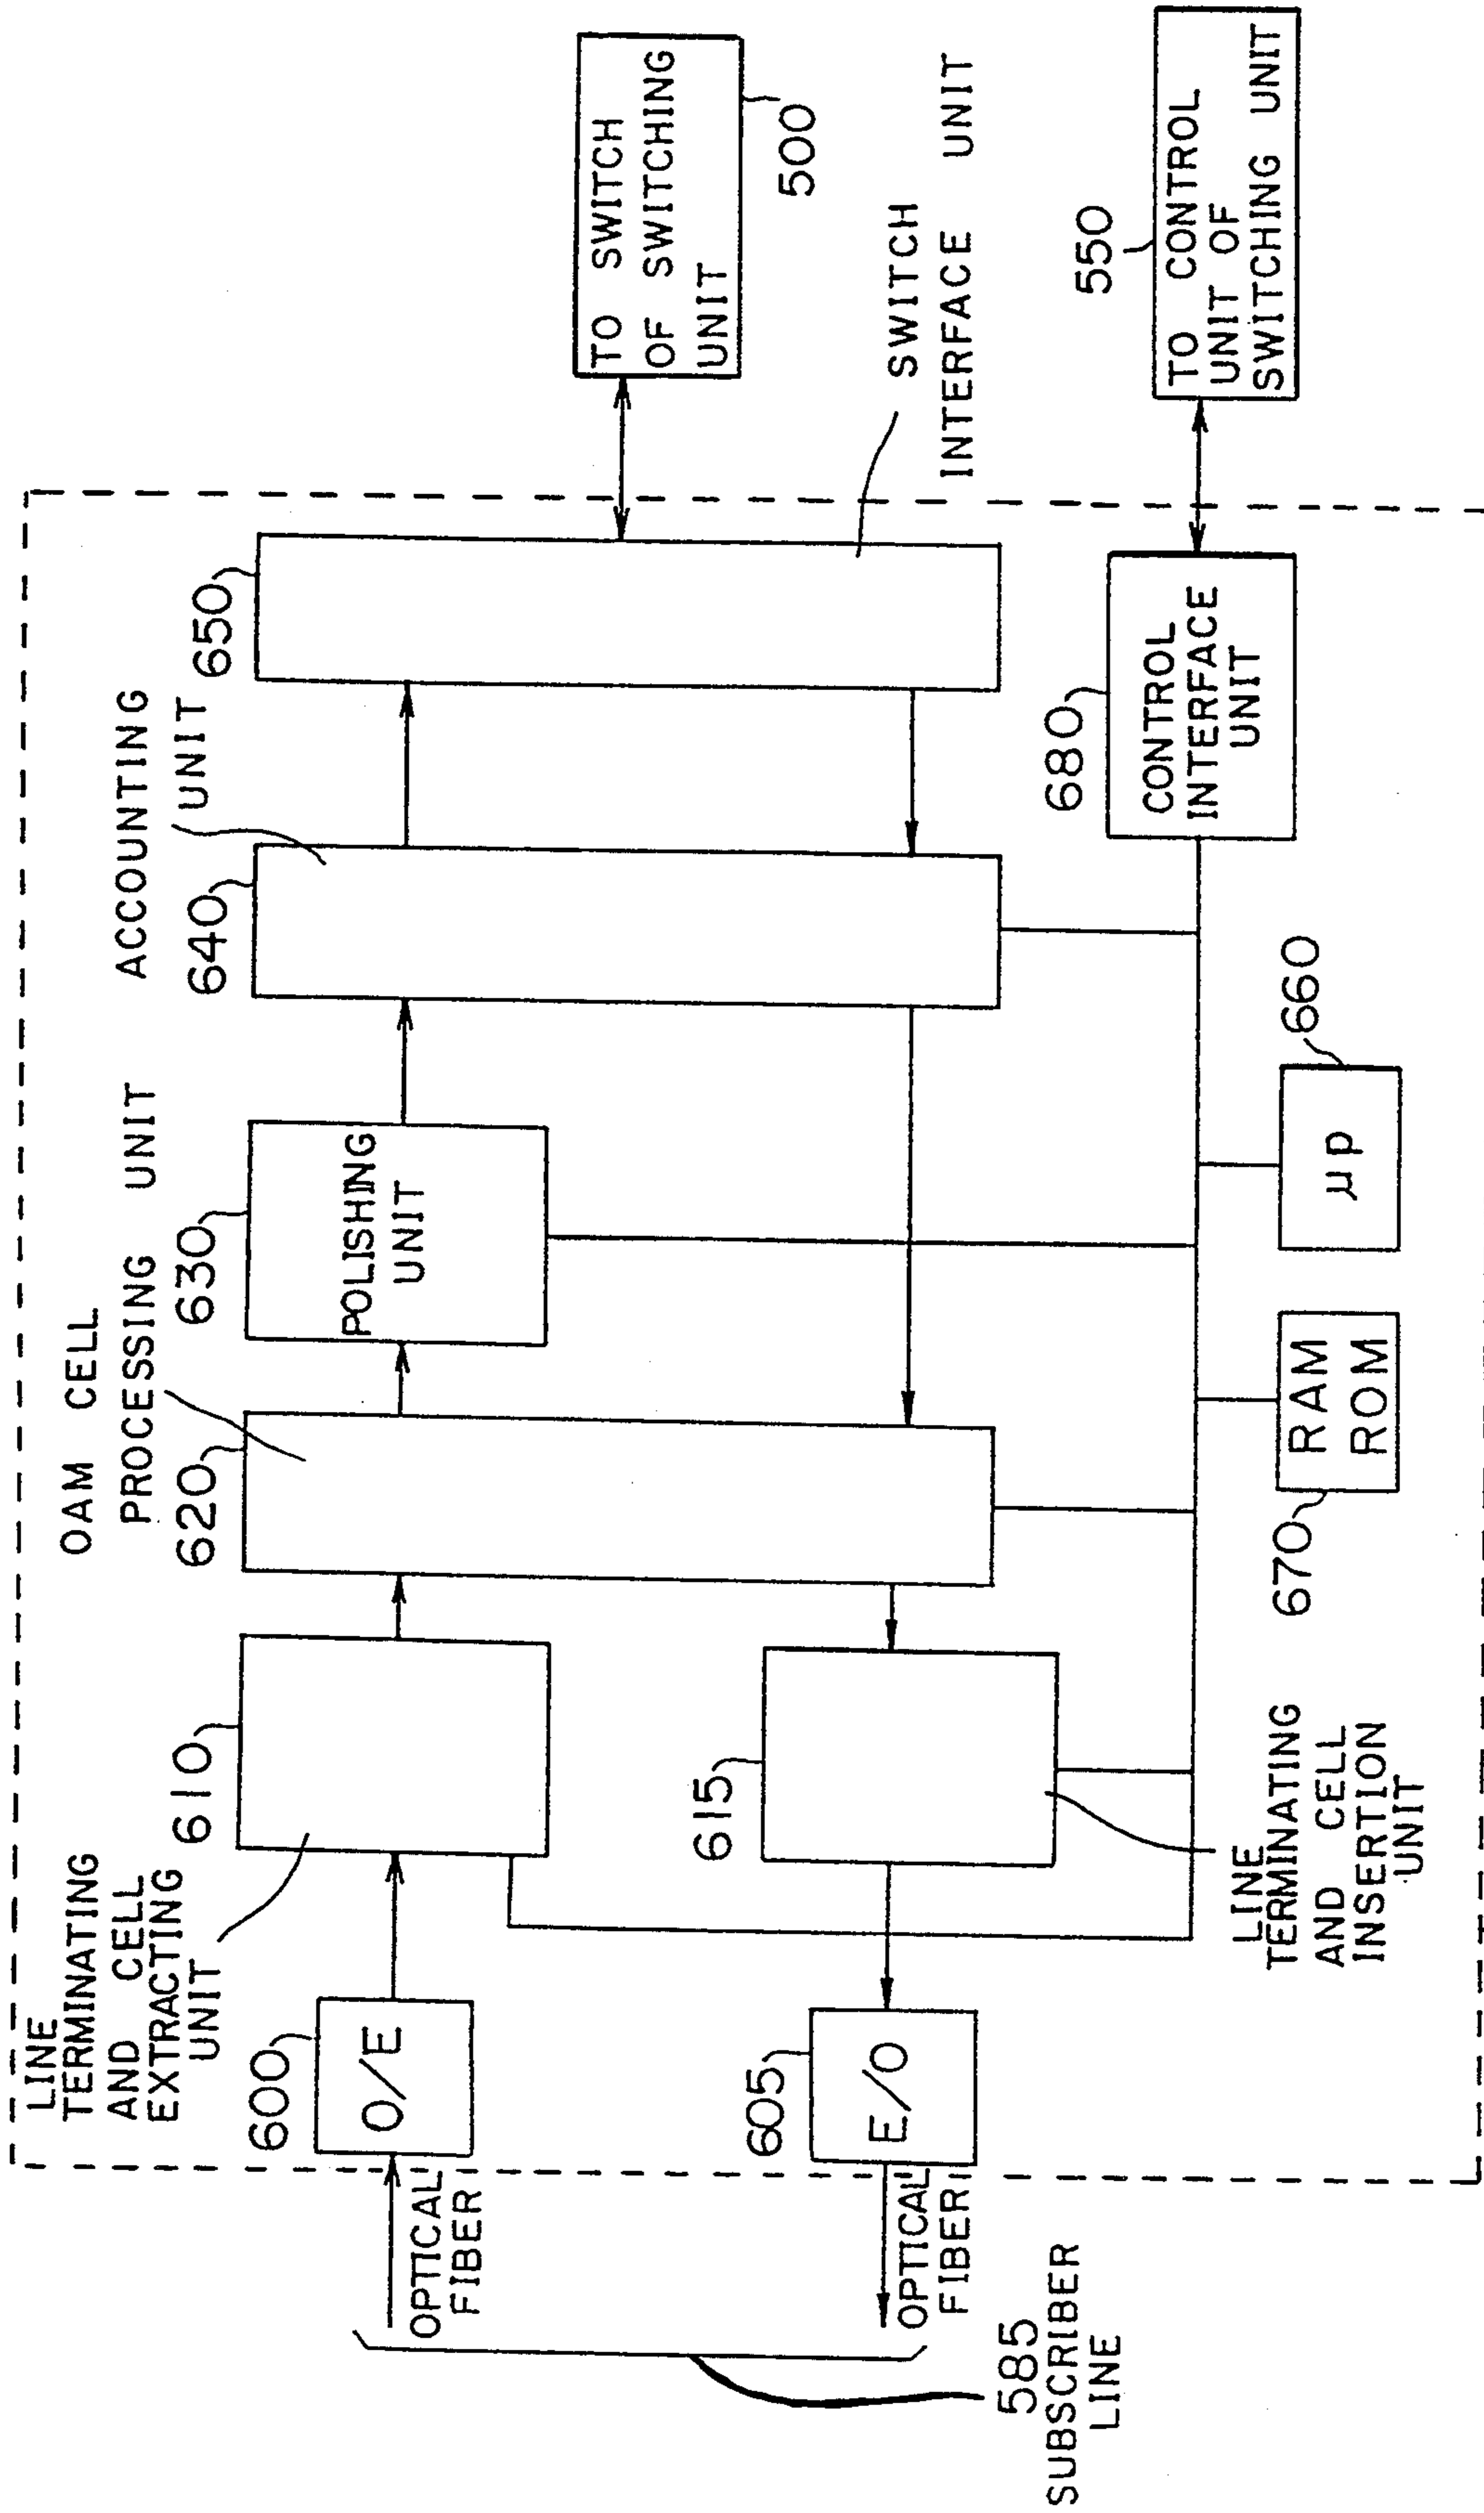 LINE
TERMINATING
AND CELL
EXTRACTING
UNIT
610
OAM CELL
PROCESSING UNIT
620
630
POLISHING
UNIT
ACCOUNTING
UNIT
640
650
TO SWITCH
OF SWITCHING
UNIT
500
SWITCH
INTERFACE UNIT
600
O/E
OPTICAL
FIBER
605
E/O
OPTICAL
FIBER
585
SUBSCRIBER
LINE
615
LINE
TERMINATING
AND CELL
INSERTION
UNIT
670
RAM
ROM
660
μP
680
CONTROL
INTERFACE
UNIT
550
TO CONTROL
UNIT OF
SWITCHING UNIT